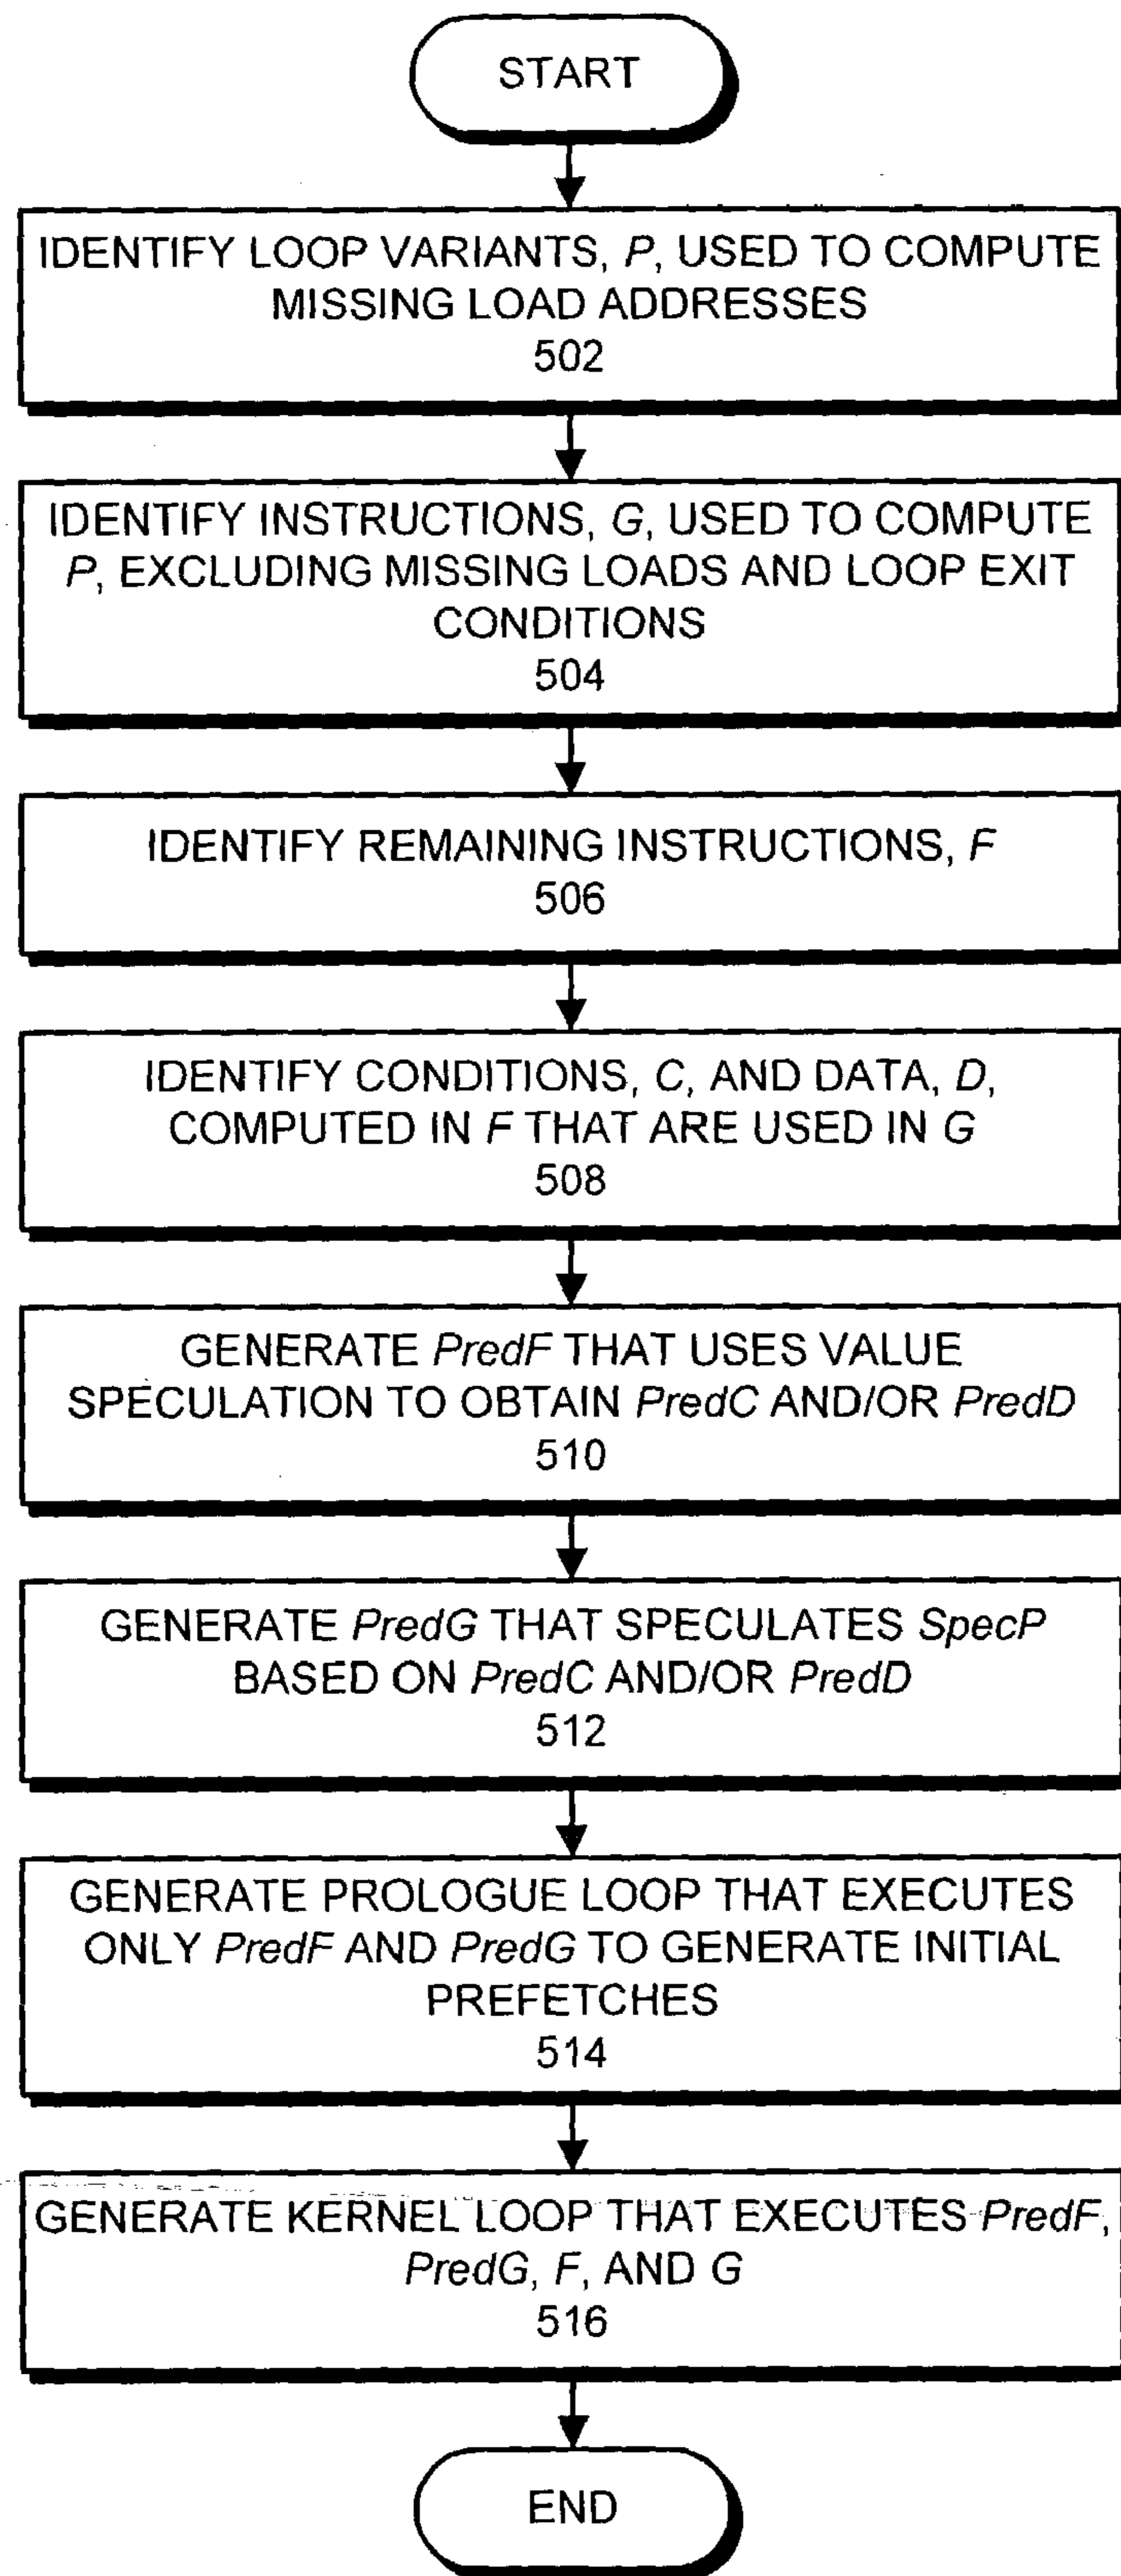 START
IDENTIFY LOOP VARIANTS, P, USED TO COMPUTE
MISSING LOAD ADDRESSES
502
IDENTIFY INSTRUCTIONS, G, USED TO COMPUTE
P, EXCLUDING MISSING LOADS AND LOOP EXIT
CONDITIONS
504
IDENTIFY REMAINING INSTRUCTIONS, F
506
IDENTIFY CONDITIONS, C, AND DATA, D,
COMPUTED IN F THAT ARE USED IN G
508
GENERATE PredF THAT USES VALUE
SPECULATION TO OBTAIN PredC AND/OR PredD
510
GENERATE PredG THAT SPECULATES SpecP
BASED ON PredC AND/OR PredD
512
GENERATE PROLOGUE LOOP THAT EXECUTES
ONLY PredF AND PredG TO GENERATE INITIAL
PREFETCHES
514
GENERATE KERNEL LOOP THAT EXECUTES PredF,
PredG, F, AND G
516
END